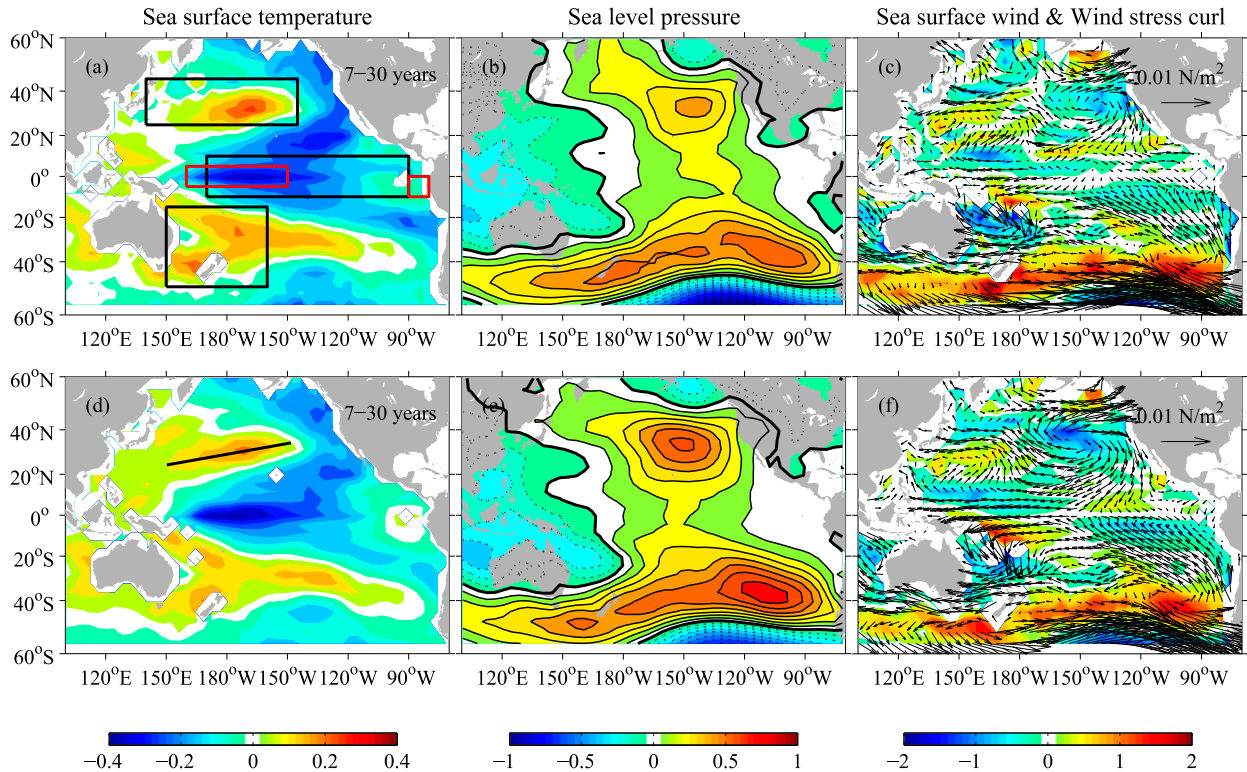 Sea surface temperature Sea level pressure Sea surface wind & Wind stress curl
60°N
40°N
20°N
0°
20°S
40°S
60°S
(a) 7−30 years (b) (c) 0.01 N/m²
120°E 150°E 180°W 150°W 120°W 90°W 120°E 150°E 180°W 150°W 120°W 90°W 120°E 150°E 180°W 150°W 120°W 90°W
60°N
40°N
20°N
0°
20°S
40°S
60°S
(d) 7−30 years (e) (f) 0.01 N/m²
120°E 150°E 180°W 150°W 120°W 90°W 120°E 150°E 180°W 150°W 120°W 90°W 120°E 150°E 180°W 150°W 120°W 90°W
−0.4 −0.2 0 0.2 0.4 −1 −0.5 0 0.5 1 −2 −1 0 1 2